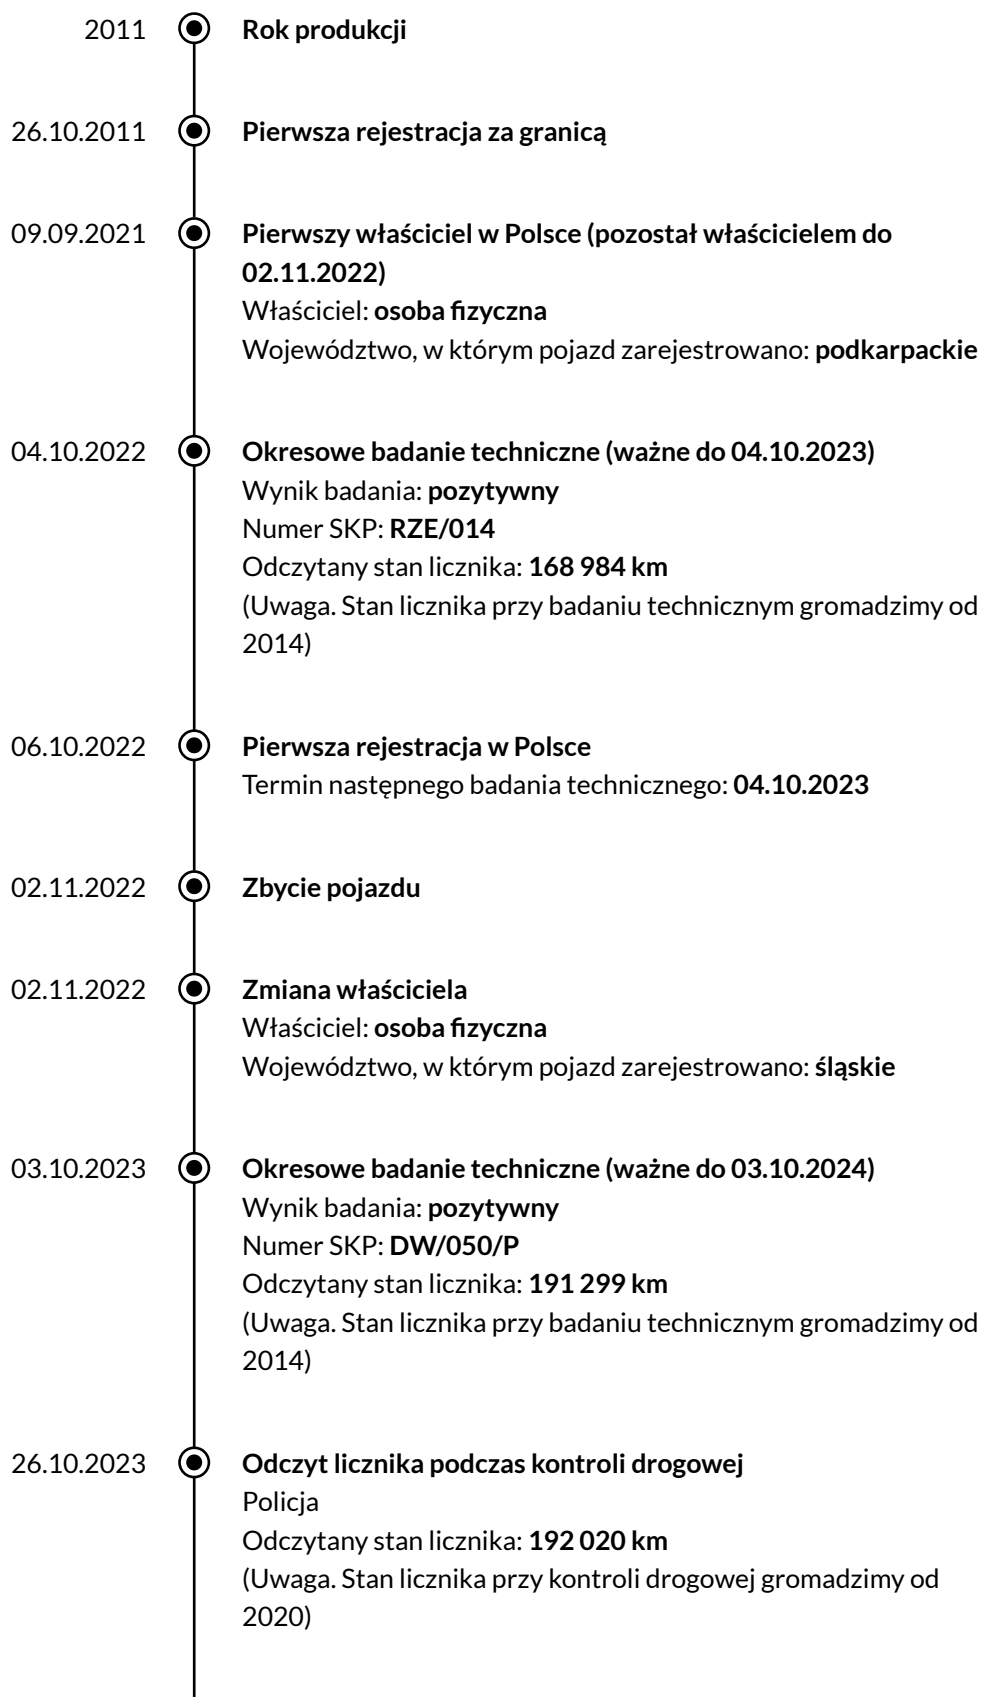 2011 Rok produkcji
26.10.2011 Pierwsza rejestracja za granicą
09.09.2021 Pierwszy właściciel w Polsce (pozostał właścicielem do
02.11.2022)
Właściciel: osoba fizyczna
Województwo, w którym pojazd zarejestrowano: podkarpackie
04.10.2022 Okresowe badanie techniczne (ważne do 04.10.2023)
Wynik badania: pozytywny
Numer SKP: RZE/014
Odczytany stan licznika: 168 984 km
(Uwaga. Stan licznika przy badaniu technicznym gromadzimy od
2014)
06.10.2022 Pierwsza rejestracja w Polsce
Termin następnego badania technicznego: 04.10.2023
02.11.2022 Zbycie pojazdu
02.11.2022 Zmiana właściciela
Właściciel: osoba fizyczna
Województwo, w którym pojazd zarejestrowano: śląskie
03.10.2023 Okresowe badanie techniczne (ważne do 03.10.2024)
Wynik badania: pozytywny
Numer SKP: DW/050/P
Odczytany stan licznika: 191 299 km
(Uwaga. Stan licznika przy badaniu technicznym gromadzimy od
2014)
26.10.2023 Odczyt licznika podczas kontroli drogowej
Policja
Odczytany stan licznika: 192 020 km
(Uwaga. Stan licznika przy kontroli drogowej gromadzimy od
2020)